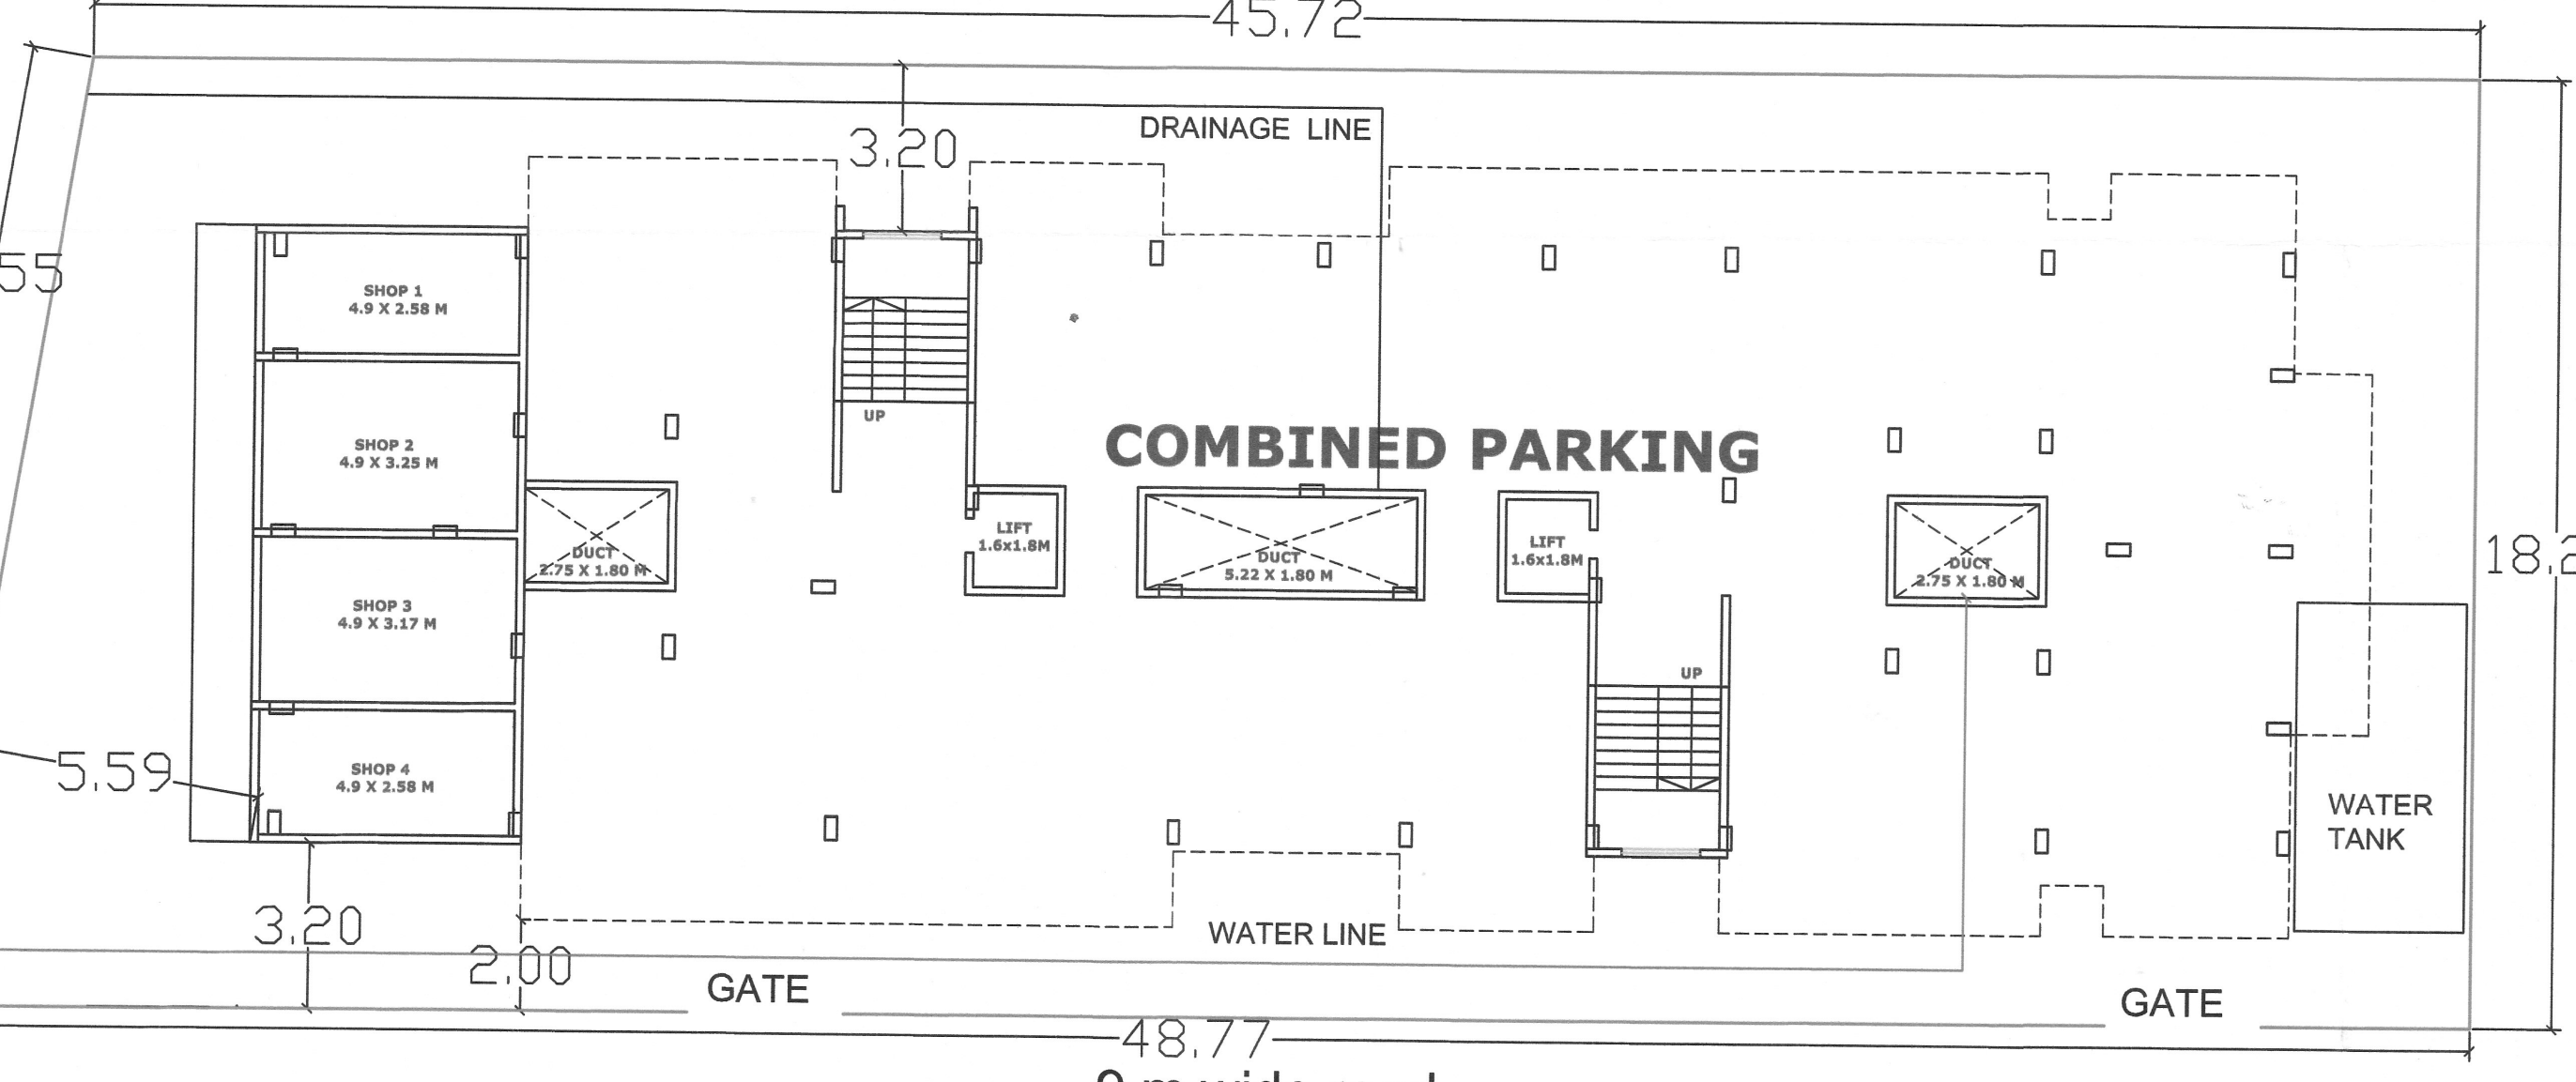 45.72
DRAINAGE LINE
3.20
55
SHOP 1
4.9 X 2.58 M
UP
COMBINED PARKING
SHOP 2
4.9 X 3.25 M
LIFT
1.6x1.8M
DUCT
2.75 X 1.80 M
DUCT
5.22 X 1.80 M
LIFT
1.6x1.8M
DUCT
2.75 X 1.80 M
18.2
SHOP 3
4.9 X 3.17 M
UP
5.59
SHOP 4
4.9 X 2.58 M
WATER
TANK
3.20
WATER LINE
2.00
GATE
GATE
48.77